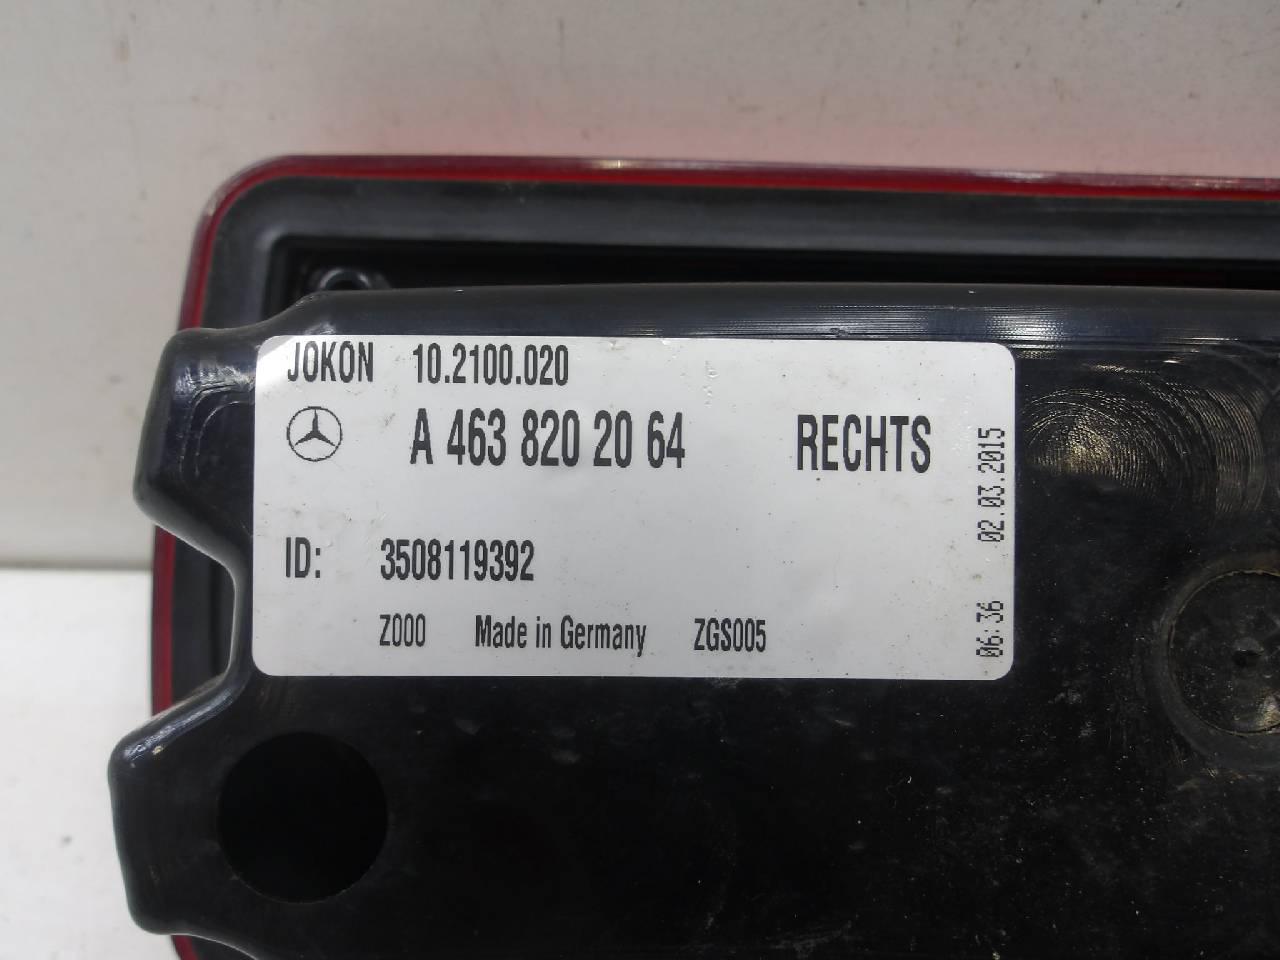 JOKON 10.2100.020
A 463 820 20 64 RECHTS
ID: 3508119392
Z000 Made in Germany ZGS005
06:36 02.03.2015